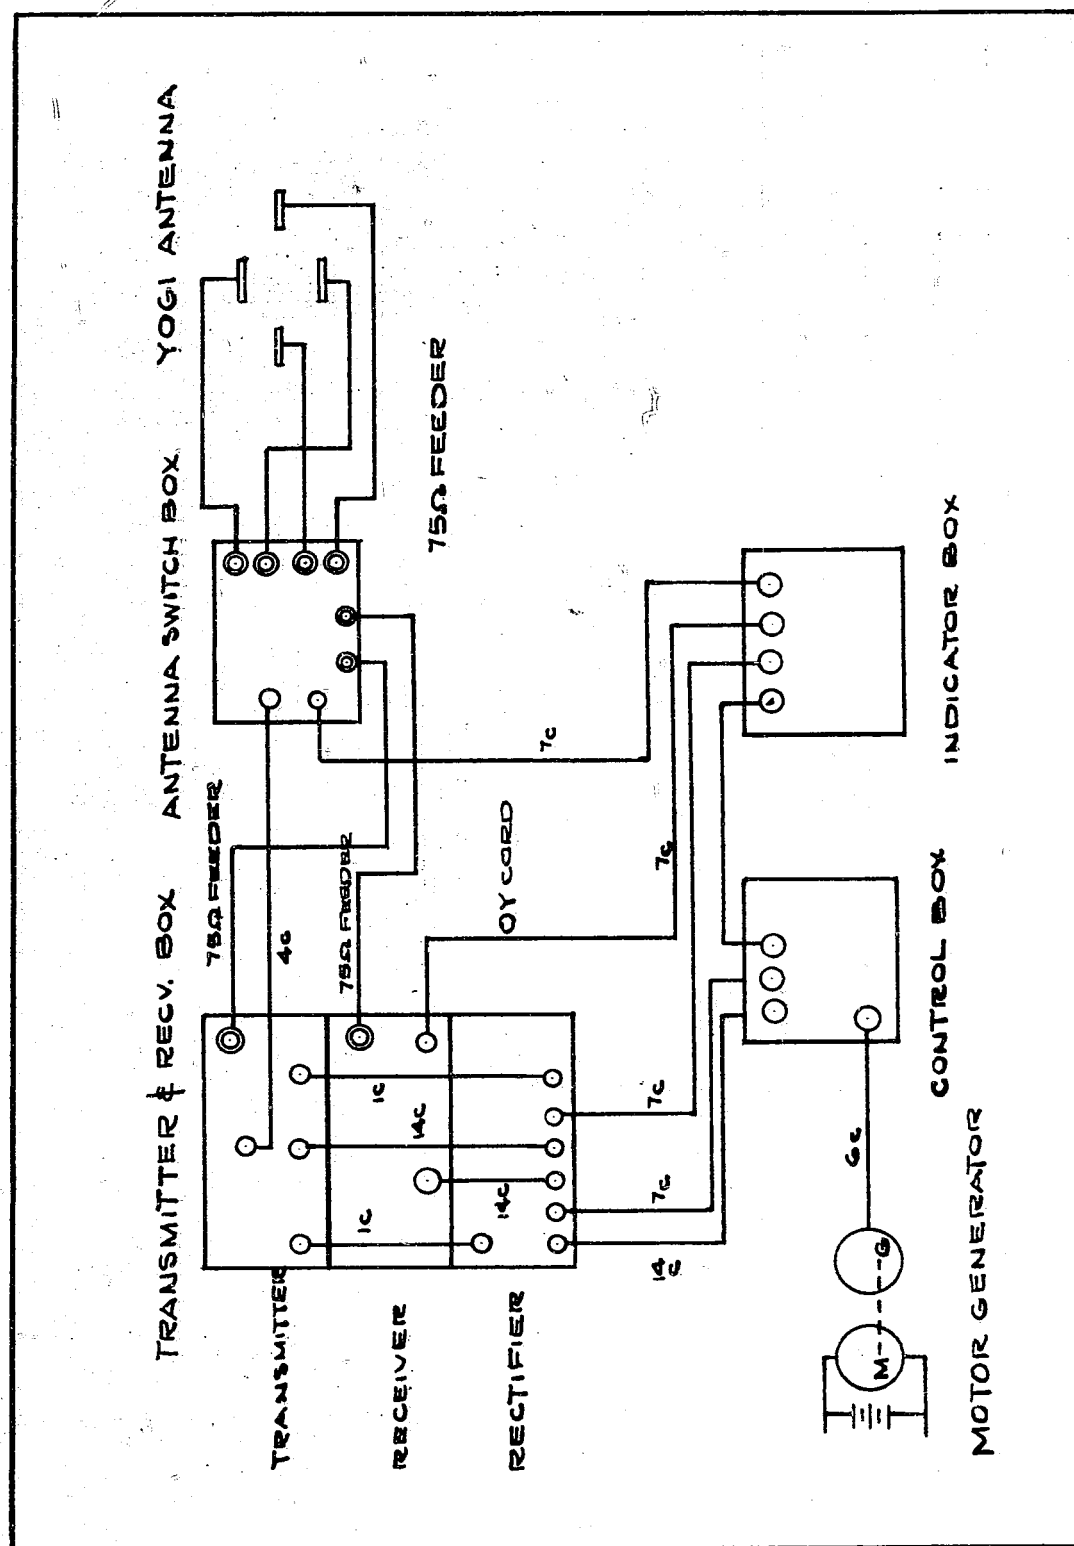 TRANSMITTER & RECV. BOX
ANTENNA SWITCH BOX
YOGI ANTENNA
75Ω FEEDER
4C
75Ω FEEDER
75Ω FEEDER
TRANSMITTER
RECEIVER
RECTIFIER
1C
14C
1C
14C
OY CORD
7C
7C
7C
7C
14C
6C
M
G
MOTOR GENERATOR
CONTROL BOX
INDICATOR BOX